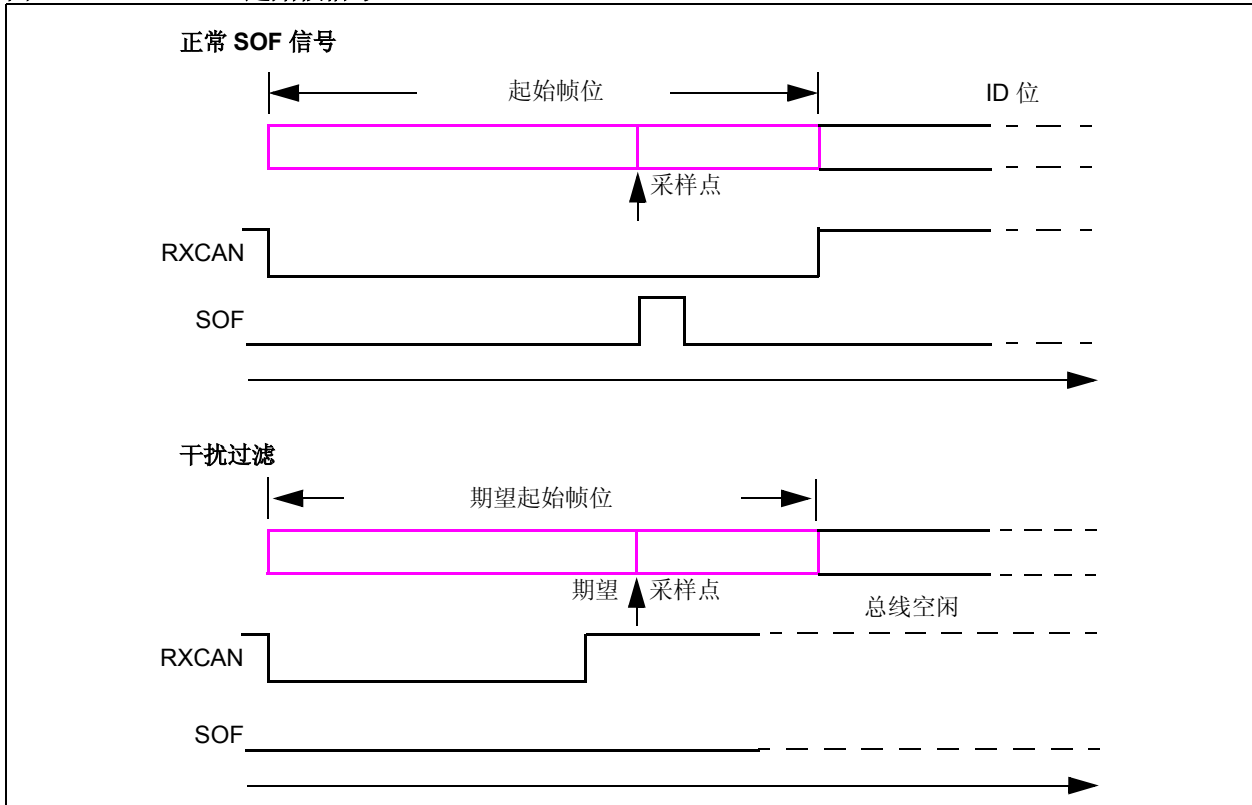 正常 SOF 信号
起始帧位
ID 位
采样点
RXCAN
SOF
干扰过滤
期望起始帧位
期望 采样点
总线空闲
RXCAN
SOF